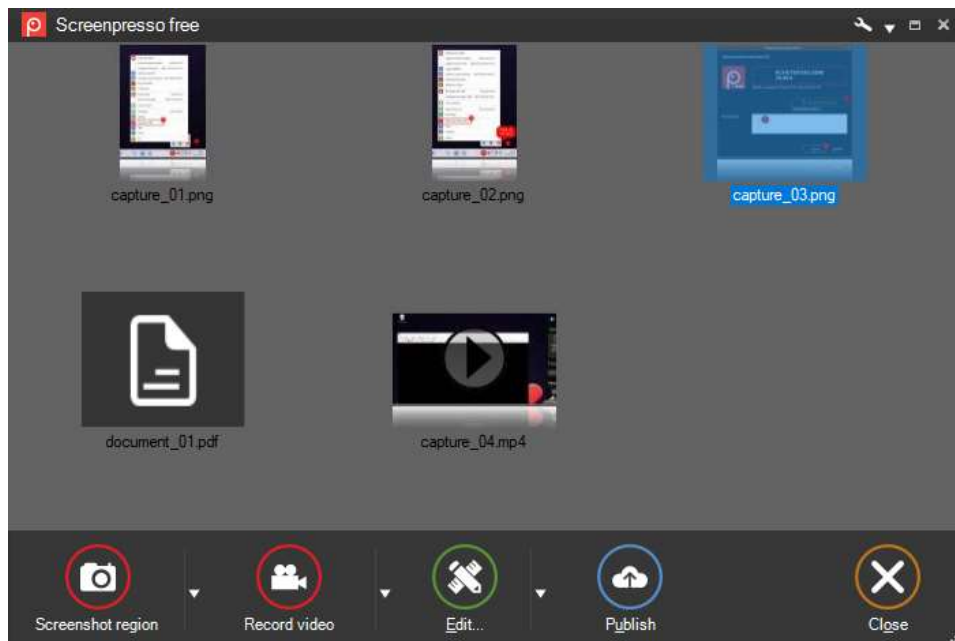 Screenpresso free
capture_01.png
capture_02.png
capture_03.png
document_01.pdf
capture_04.mp4
Screenshot region
Record video
Edit...
Publish
Close